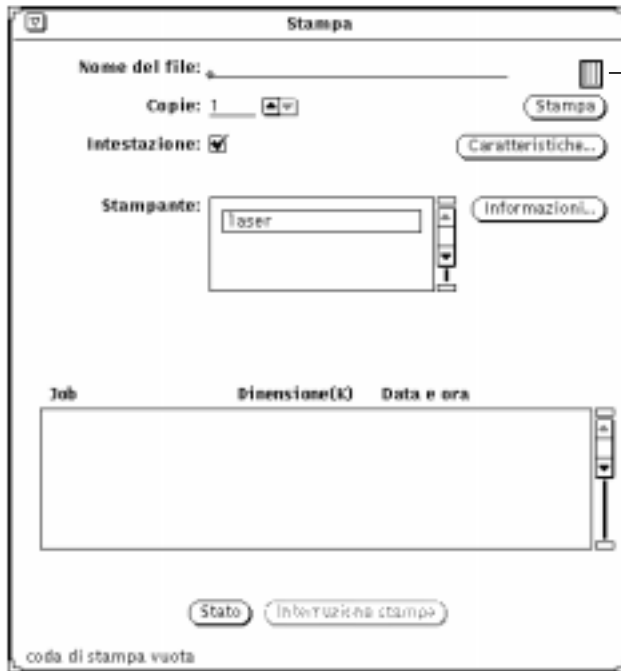 Stampa
Nome del file:
Copie: 1
Stampa
Intestazione:
Caratteristiche...
Stampante:
laser
Informazioni...
Job Dimensione(K) Data e ora
Stato Interruzione stampa
coda di stampa vuota